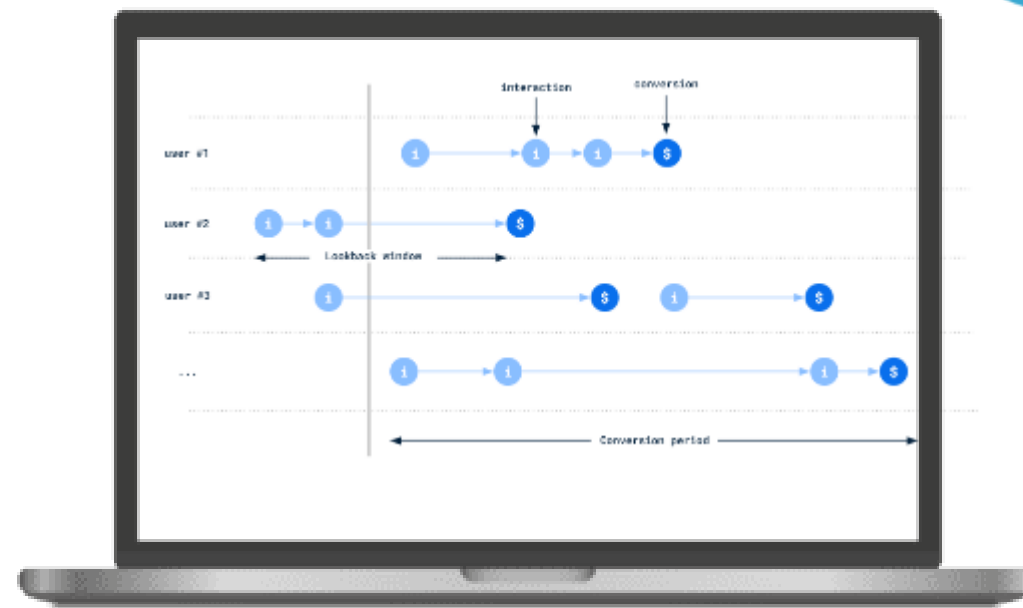 interaction
conversion
user #1
i
i
i
$
user #2
i
i
$
Lookback window
user #3
i
$
i
$
...
i
i
i
$
Conversion period